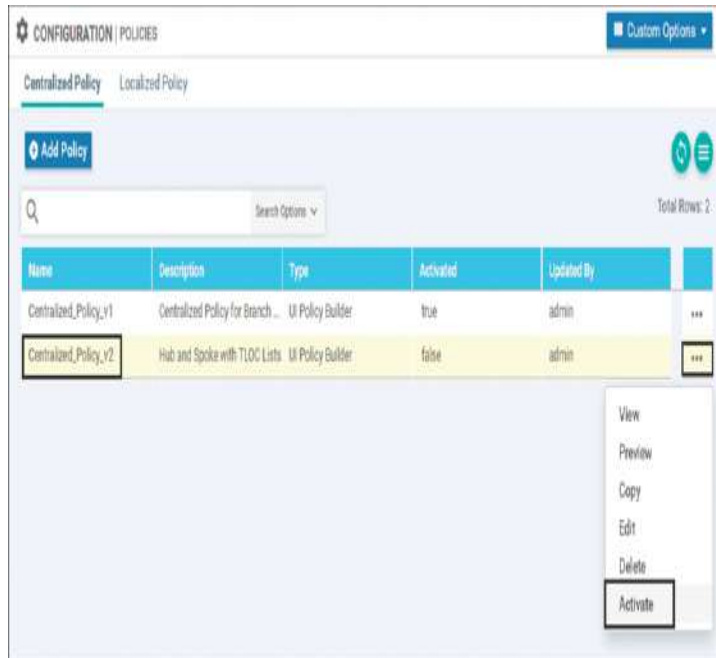 CONFIGURATION | POLICIES
Custom Options
Centralized Policy Localized Policy
Add Policy
Search Options
Total Rows: 2
Name Description Type Activated Updated By
Centralized_Policy_v1 Centralized Policy for Branch ... UI Policy Builder true admin
Centralized_Policy_v2 Hub and Spoke with TLOC Lists UI Policy Builder false admin
View
Preview
Copy
Edit
Delete
Activate